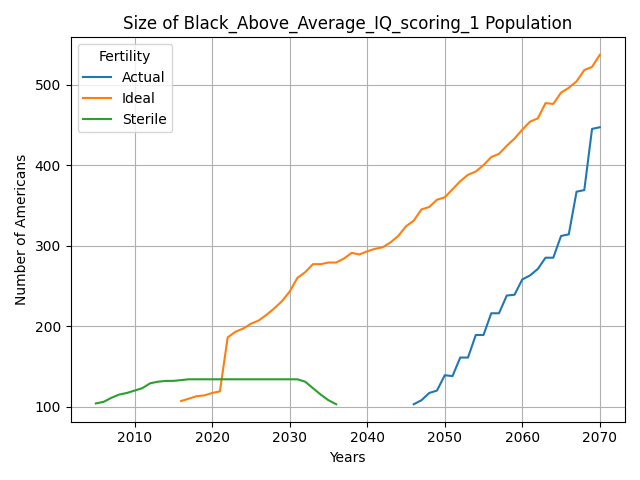 Size of Black_Above_Average_IQ_scoring_1 Population
Fertility
Actual
Ideal
Sterile
Number of Americans
500
400
300
200
100
2010
2020
2030
2040
2050
2060
2070
Years